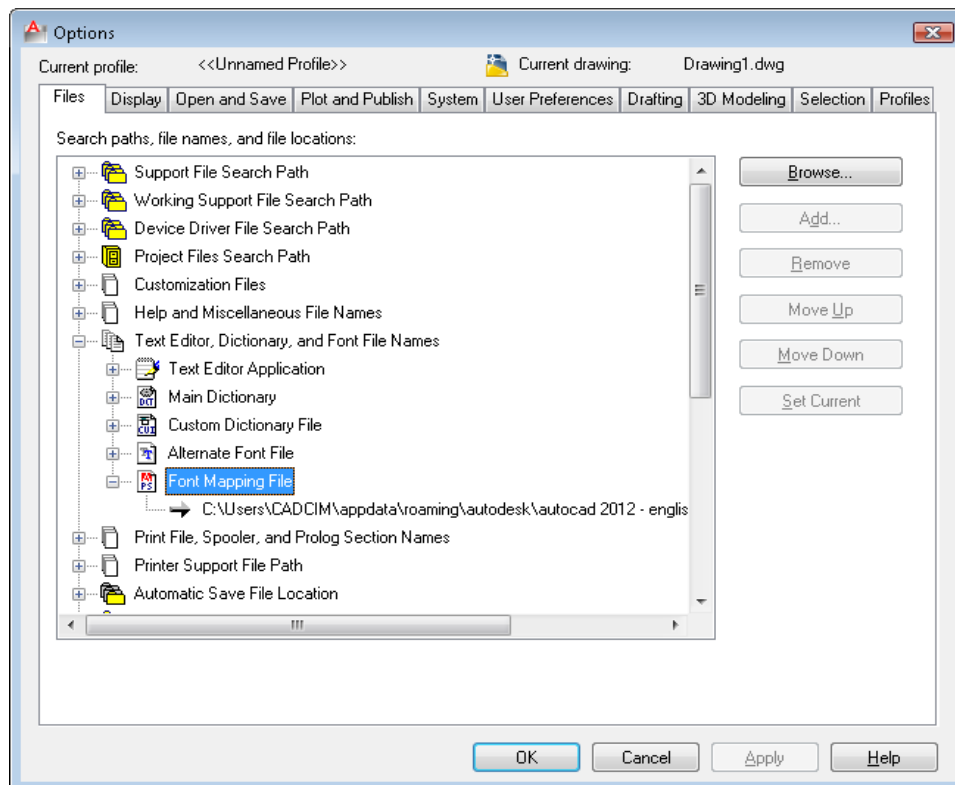 Options
Current profile: <<Unnamed Profile>> Current drawing: Drawing1.dwg
Files Display Open and Save Plot and Publish System User Preferences Drafting 3D Modeling Selection Profiles
Search paths, file names, and file locations:
Support File Search Path
Working Support File Search Path
Device Driver File Search Path
Project Files Search Path
Customization Files
Help and Miscellaneous File Names
Text Editor, Dictionary, and Font File Names
Text Editor Application
Main Dictionary
Custom Dictionary File
Alternate Font File
Font Mapping File
C:\Users\CADCIM\appdata\roaming\autodesk\autocad 2012 - englis
Print File, Spooler, and Prolog Section Names
Printer Support File Path
Automatic Save File Location
Browse...
Add...
Remove
Move Up
Move Down
Set Current
OK Cancel Apply Help